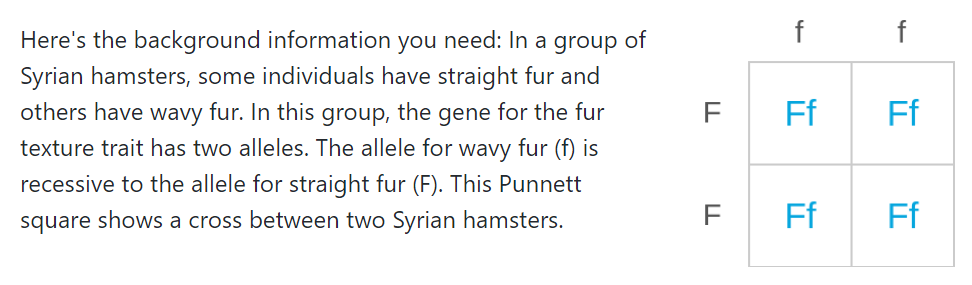 Here's the background information you need: In a group of
Syrian hamsters, some individuals have straight fur and
others have wavy fur. In this group, the gene for the fur
texture trait has two alleles. The allele for wavy fur (f) is
recessive to the allele for straight fur (F). This Punnett
square shows a cross between two Syrian hamsters.
f f
F Ff Ff
F Ff Ff